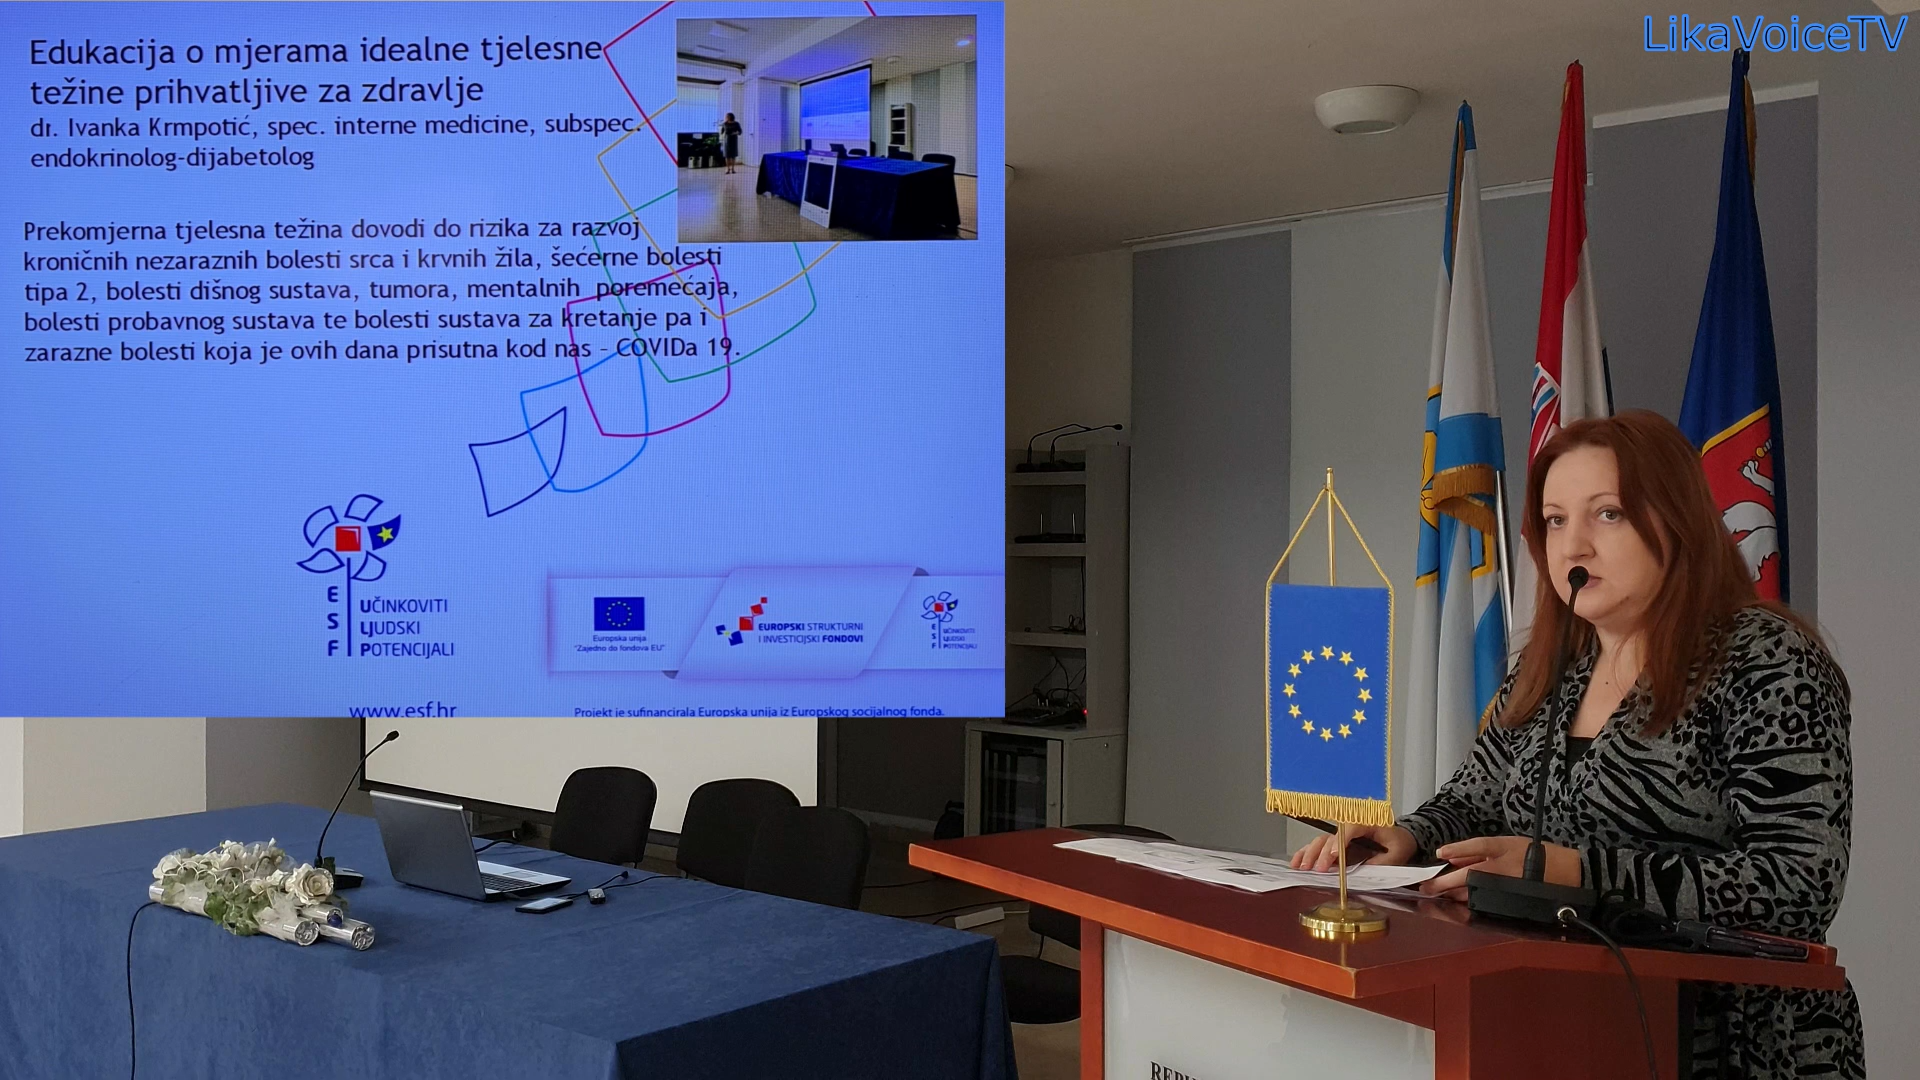 LikaVoiceTV
Edukacija o mjerama idealne tjelesne
težine prihvatljive za zdravlje
dr. Ivanka Krmpotić, spec. interne medicine, subspec.
endokrinolog-dijabetolog
Prekomjerna tjelesna težina dovodi do rizika za razvoj
kroničnih nezaraznih bolesti srca i krvnih žila, šećerne bolesti
tipa 2, bolesti dišnog sustava, tumora, mentalnih poremećaja,
bolesti probavnog sustava te bolesti sustava za kretanje pa i
zarazne bolesti koja je ovih dana prisutna kod nas - COVIDa 19.
E
S
F
UČINKOVITI
LJUDSKI
POTENCIJALI
www.esf.hr
Europska unija
"Zajedno do fondova EU"
EUROPSKI STRUKTURNI
I INVESTICIJSKI FONDOVI
E
S
F
UČINKOVITI
LJUDSKI
POTENCIJALI
Projekt je sufinancirala Europska unija iz Europskog socijalnog fonda.